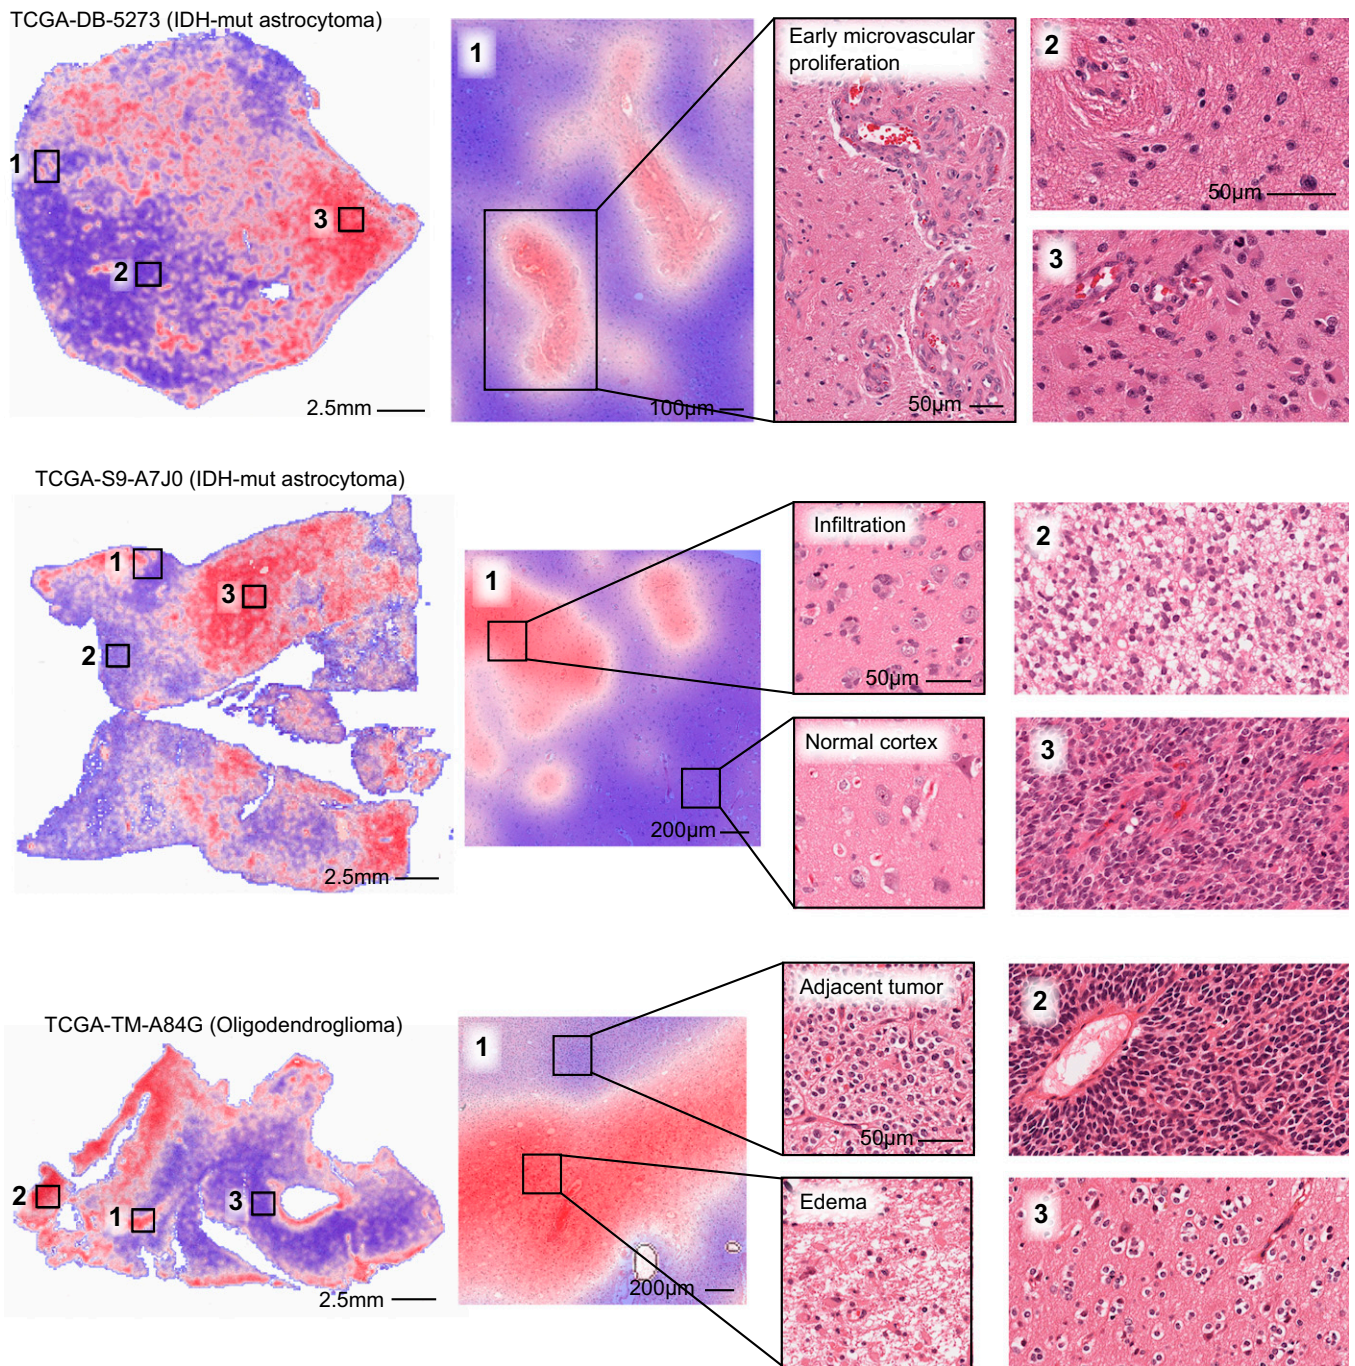 TCGA-DB-5273 (IDH-mut astrocytoma)
1
2
3
2.5mm
1
100µm
Early microvascular
proliferation
50µm
2
50µm
3
TCGA-S9-A7J0 (IDH-mut astrocytoma)
1
3
2
2.5mm
1
200µm
Infiltration
50µm
Normal cortex
2
3
TCGA-TM-A84G (Oligodendroglioma)
2
1
3
2.5mm
1
200µm
Adjacent tumor
50µm
Edema
2
3